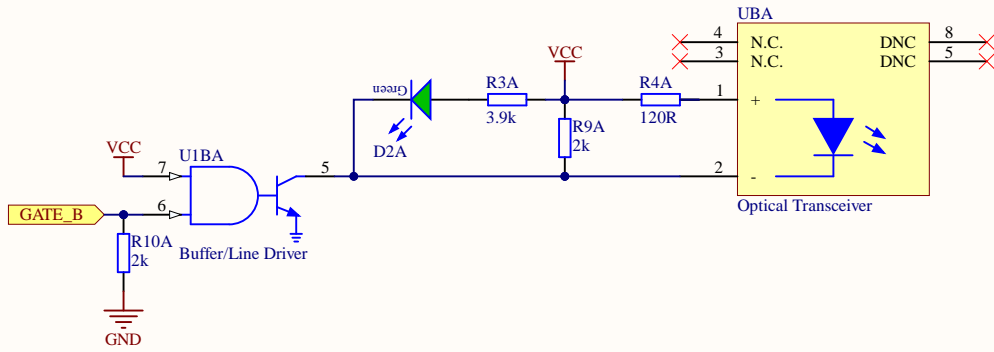 UBA
4
N.C.
DNC
8
3
N.C.
DNC
5
VCC
Green
R3A
3.9k
R4A
120R
1
+
D2A
R9A
2k
VCC
7
U1BA
5
2
-
Optical Transceiver
GATE_B
6
R10A
2k
Buffer/Line Driver
GND